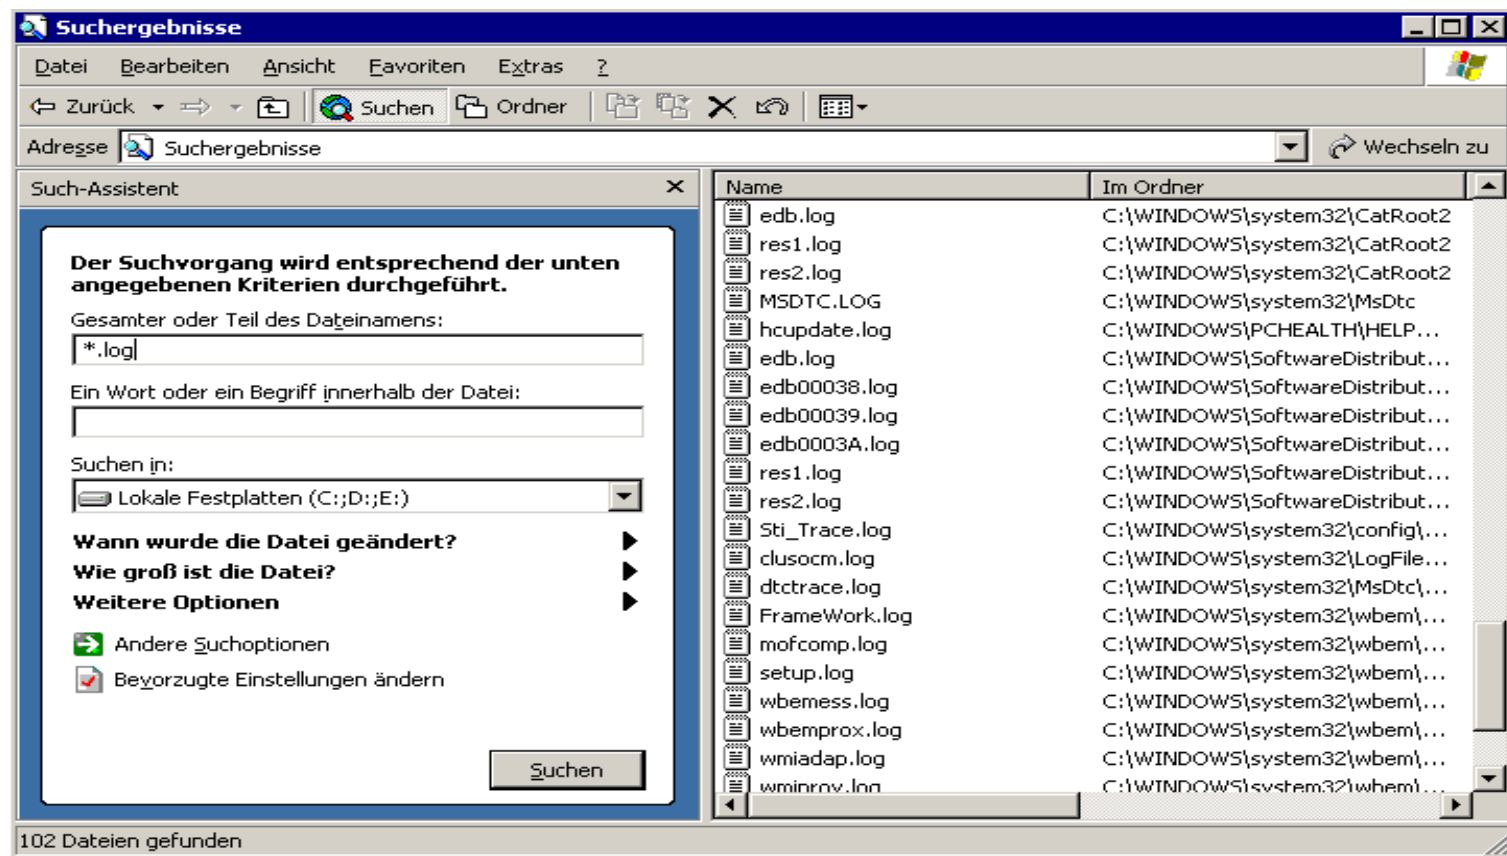 Suchergebnisse
Datei Bearbeiten Ansicht Favoriten Extras ?
Zurück Suchen Ordner
Adresse Suchergebnisse Wechseln zu
Such-Assistent
Der Suchvorgang wird entsprechend der unten
angegebenen Kriterien durchgeführt.
Gesamter oder Teil des Dateinamens:
*.log
Ein Wort oder ein Begriff innerhalb der Datei:
Suchen in:
Lokale Festplatten (C:;D:;E:)
Wann wurde die Datei geändert?
Wie groß ist die Datei?
Weitere Optionen
Andere Suchoptionen
Bevorzugte Einstellungen ändern
Suchen
Name Im Ordner
edb.log C:\WINDOWS\system32\CatRoot2
res1.log C:\WINDOWS\system32\CatRoot2
res2.log C:\WINDOWS\system32\CatRoot2
MSDTC.LOG C:\WINDOWS\system32\MsDtc
hcupdate.log C:\WINDOWS\PCHEALTH\HELP...
edb.log C:\WINDOWS\SoftwareDistribut...
edb00038.log C:\WINDOWS\SoftwareDistribut...
edb00039.log C:\WINDOWS\SoftwareDistribut...
edb0003A.log C:\WINDOWS\SoftwareDistribut...
res1.log C:\WINDOWS\SoftwareDistribut...
res2.log C:\WINDOWS\SoftwareDistribut...
Sti_Trace.log C:\WINDOWS\system32\config\...
clusocm.log C:\WINDOWS\system32\LogFile...
dtctrace.log C:\WINDOWS\system32\MsDtc\...
FrameWork.log C:\WINDOWS\system32\wbem\...
mofcomp.log C:\WINDOWS\system32\wbem\...
setup.log C:\WINDOWS\system32\wbem\...
wbemess.log C:\WINDOWS\system32\wbem\...
wbemprox.log C:\WINDOWS\system32\wbem\...
wmiadap.log C:\WINDOWS\system32\wbem\...
wmiprov.log C:\WINDOWS\system32\wbem\...
102 Dateien gefunden